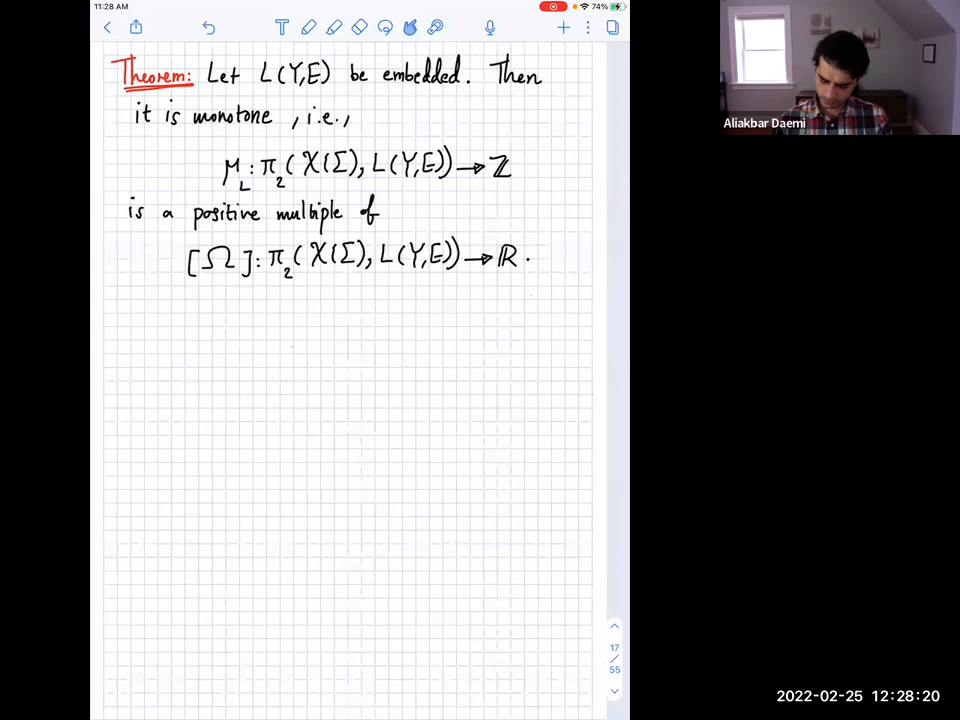 11:28 AM
74%
Theorem: Let L(Y,E) be embedded. Then
it is monotone, i.e.,
μ_L : π_2(χ(Σ), L(Y,E)) → ℤ
is a positive multiple of
[Ω] : π_2(χ(Σ), L(Y,E)) → ℝ.
17
/
55
Aliakbar Daemi
2022-02-25 12:28:20